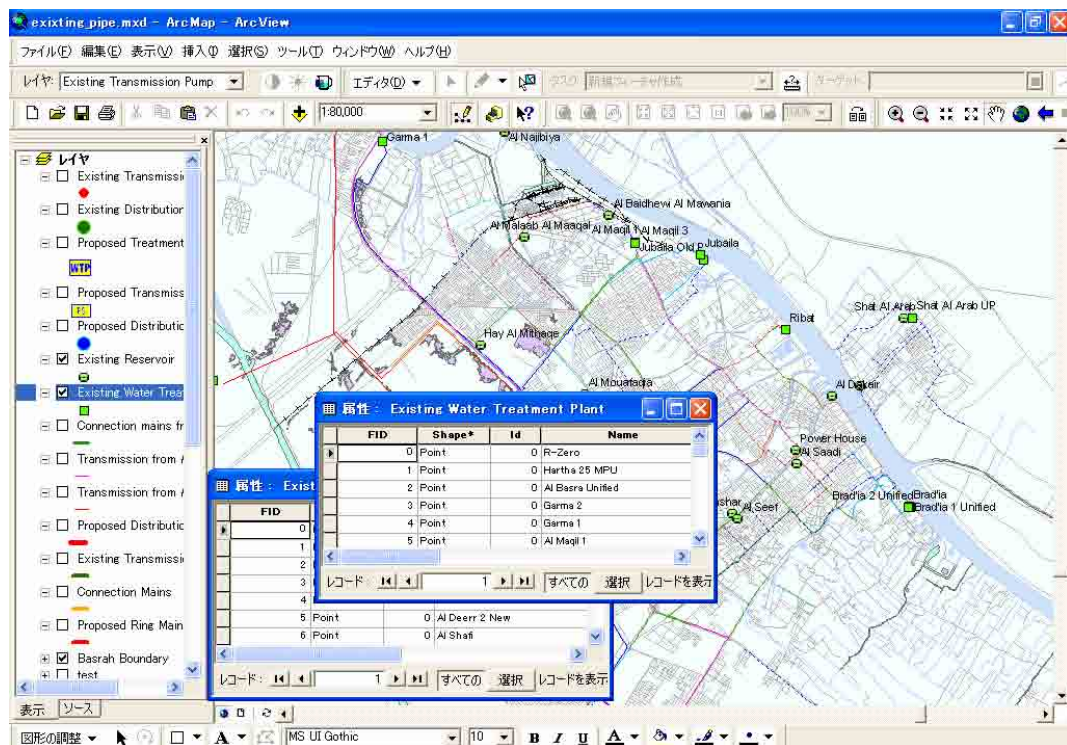 exixting_pipe.mxd - ArcMap - ArcView
ファイル(F) 編集(E) 表示(V) 挿入(I) 選択(S) ツール(T) ウィンドウ(W) ヘルプ(H)
レイヤ: Existing Transmission Pump エディタ(D) タスク 新規フィーチャ作成 ターゲット:
1:80,000 100%
レイヤ
Existing Transmissi
Existing Distribution
Proposed Treatment
WTP
Proposed Transmiss
PS
Proposed Distributic
Existing Reservoir
Existing Water Trea
Connection mains fr
Transmission from
Transmission from
Proposed Distributic
Existing Transmissi
Connection Mains
Proposed Ring Main
Basrah Boundary
test
表示 ソース
Garma 1
Al Najibiya
Al Baidhewi Al Mawania
Al Malaab Al Maaqal Al Maqil 1 Al Maqil 3
Jubaila Old Jubaila
Shat Al Arab Shat Al Arab UP
Ribat
Hay Al Mithaqe
Al Mouafaqia
Al Dakair
Power House
Al Saadi
Brad'ia 2 Unified Brad'ia
Brad'ia 1 Unified
Al Seef
属性: Existing Water Treatment Plant
FID Shape* Id Name
0 Point 0 R-Zero
1 Point 0 Hartha 25 MPU
2 Point 0 Al Basra Unified
3 Point 0 Garma 2
4 Point 0 Garma 1
5 Point 0 Al Maqil 1
レコード: 1 すべての 選択 レコードを表示
属性: Exist
FID
0
1
2
3
4
5 Point 0 Al Deerr 2 New
6 Point 0 Al Shafi
レコード: 1 すべての 選択 レコードを表示
図形の調整 A MS UI Gothic 10 B I U A